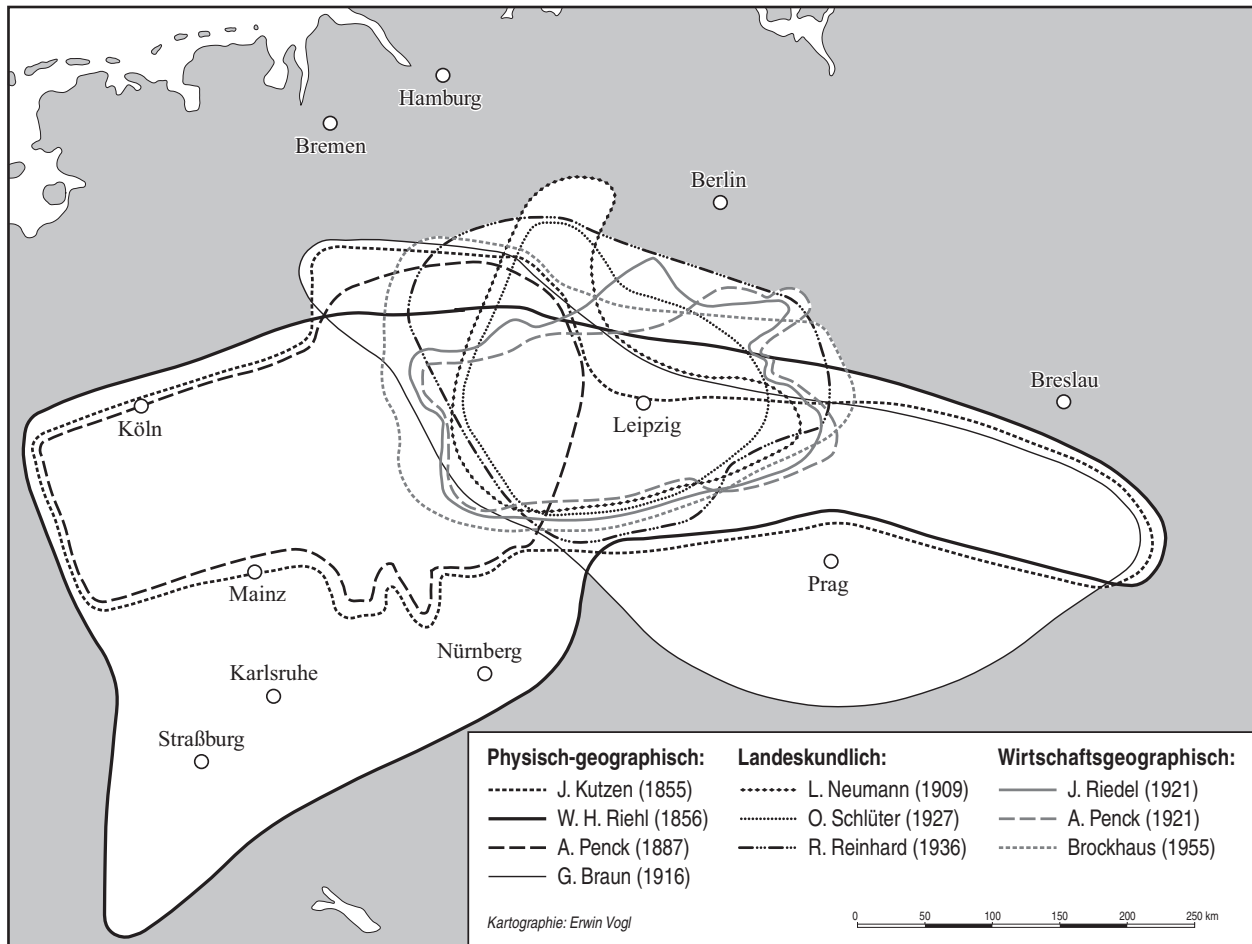 Hamburg
Bremen
Berlin
Breslau
Köln
Leipzig
Mainz
Prag
Nürnberg
Karlsruhe
Straßburg
Physisch-geographisch:
J. Kutzen (1855)
W. H. Riehl (1856)
A. Penck (1887)
G. Braun (1916)
Landeskundlich:
L. Neumann (1909)
O. Schlüter (1927)
R. Reinhard (1936)
Wirtschaftsgeographisch:
J. Riedel (1921)
A. Penck (1921)
Brockhaus (1955)
Kartographie: Erwin Vogl
0 50 100 150 200 250 km